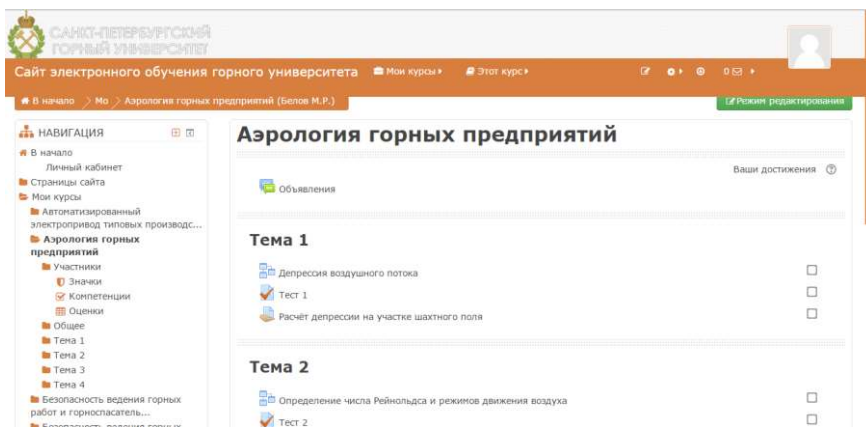 САНКТ-ПЕТЕРБУРГСКИЙ
ГОРНЫЙ УНИВЕРСИТЕТ
Сайт электронного обучения горного университета Мои курсы Этот курс 0
В начало Мо Аэрология горных предприятий (Белов М.Р.) Режим редактирования
НАВИГАЦИЯ
В начало
Личный кабинет
Страницы сайта
Мои курсы
Автоматизированный
электропривод типовых производс...
Аэрология горных
предприятий
Участники
Значки
Компетенции
Оценки
Общее
Тема 1
Тема 2
Тема 3
Тема 4
Безопасность ведения горных
работ и горноспасатель...
Безопасность ведения горных
Аэрология горных предприятий
Ваши достижения
Объявления
Тема 1
Депрессия воздушного потока
Тест 1
Расчёт депрессии на участке шахтного поля
Тема 2
Определение числа Рейнольдса и режимов движения воздуха
Тест 2